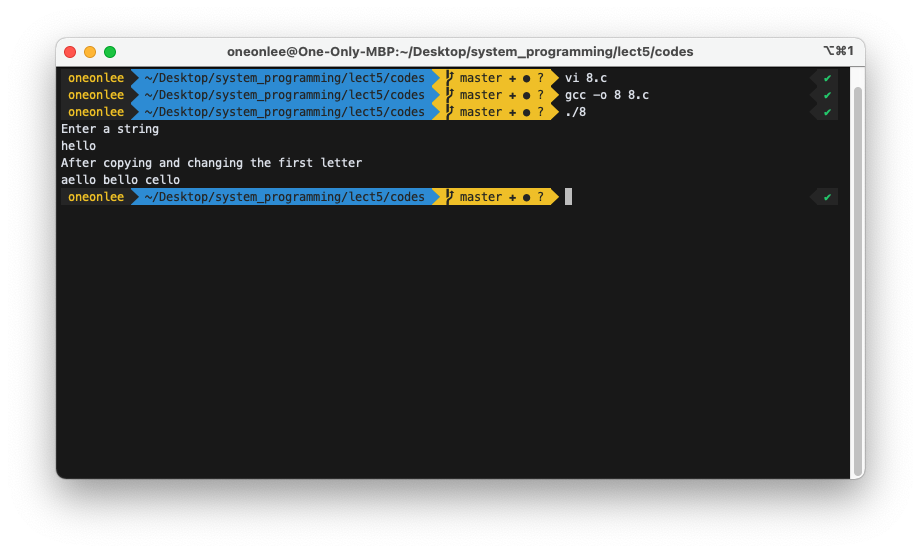 oneonlee@One-Only-MBP:~/Desktop/system_programming/lect5/codes ⌥⌘1
oneonlee ~/Desktop/system_programming/lect5/codes master + ● ? vi 8.c ✔
oneonlee ~/Desktop/system_programming/lect5/codes master + ● ? gcc -o 8 8.c ✔
oneonlee ~/Desktop/system_programming/lect5/codes master + ● ? ./8 ✔
Enter a string
hello
After copying and changing the first letter
aello bello cello
oneonlee ~/Desktop/system_programming/lect5/codes master + ● ? ✔